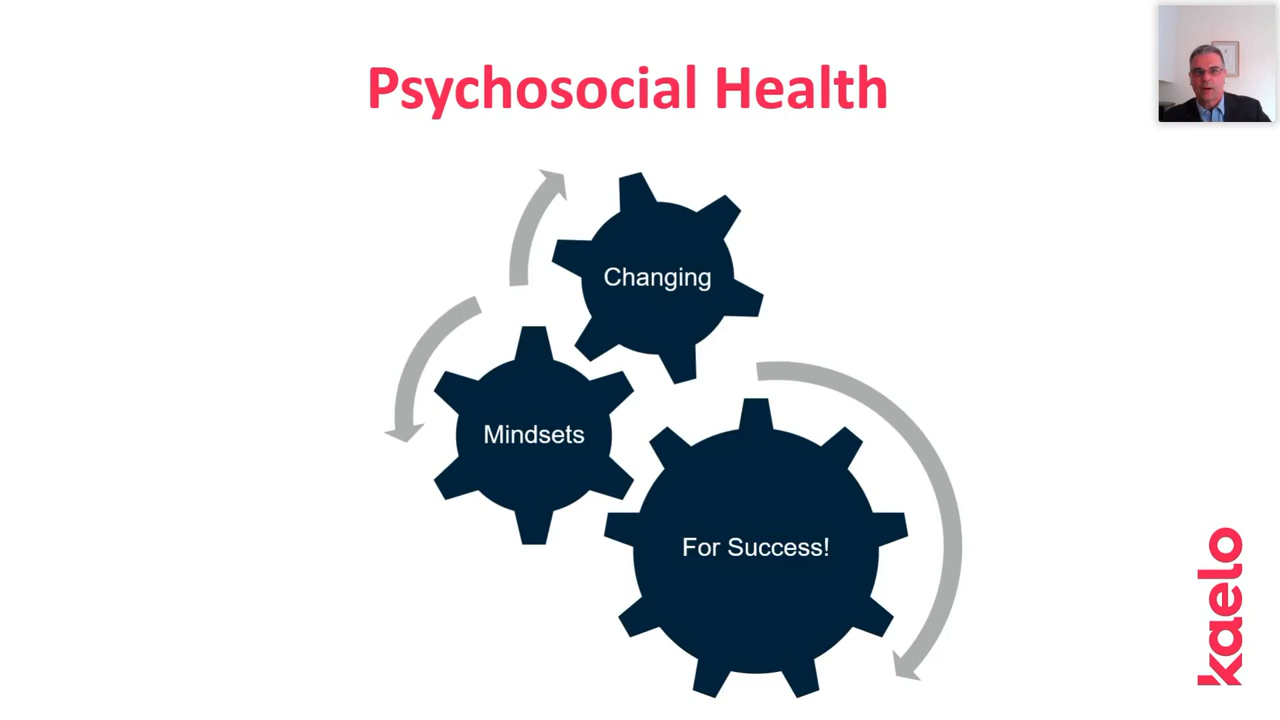 Psychosocial Health
Changing
Mindsets
For Success!
kaelo